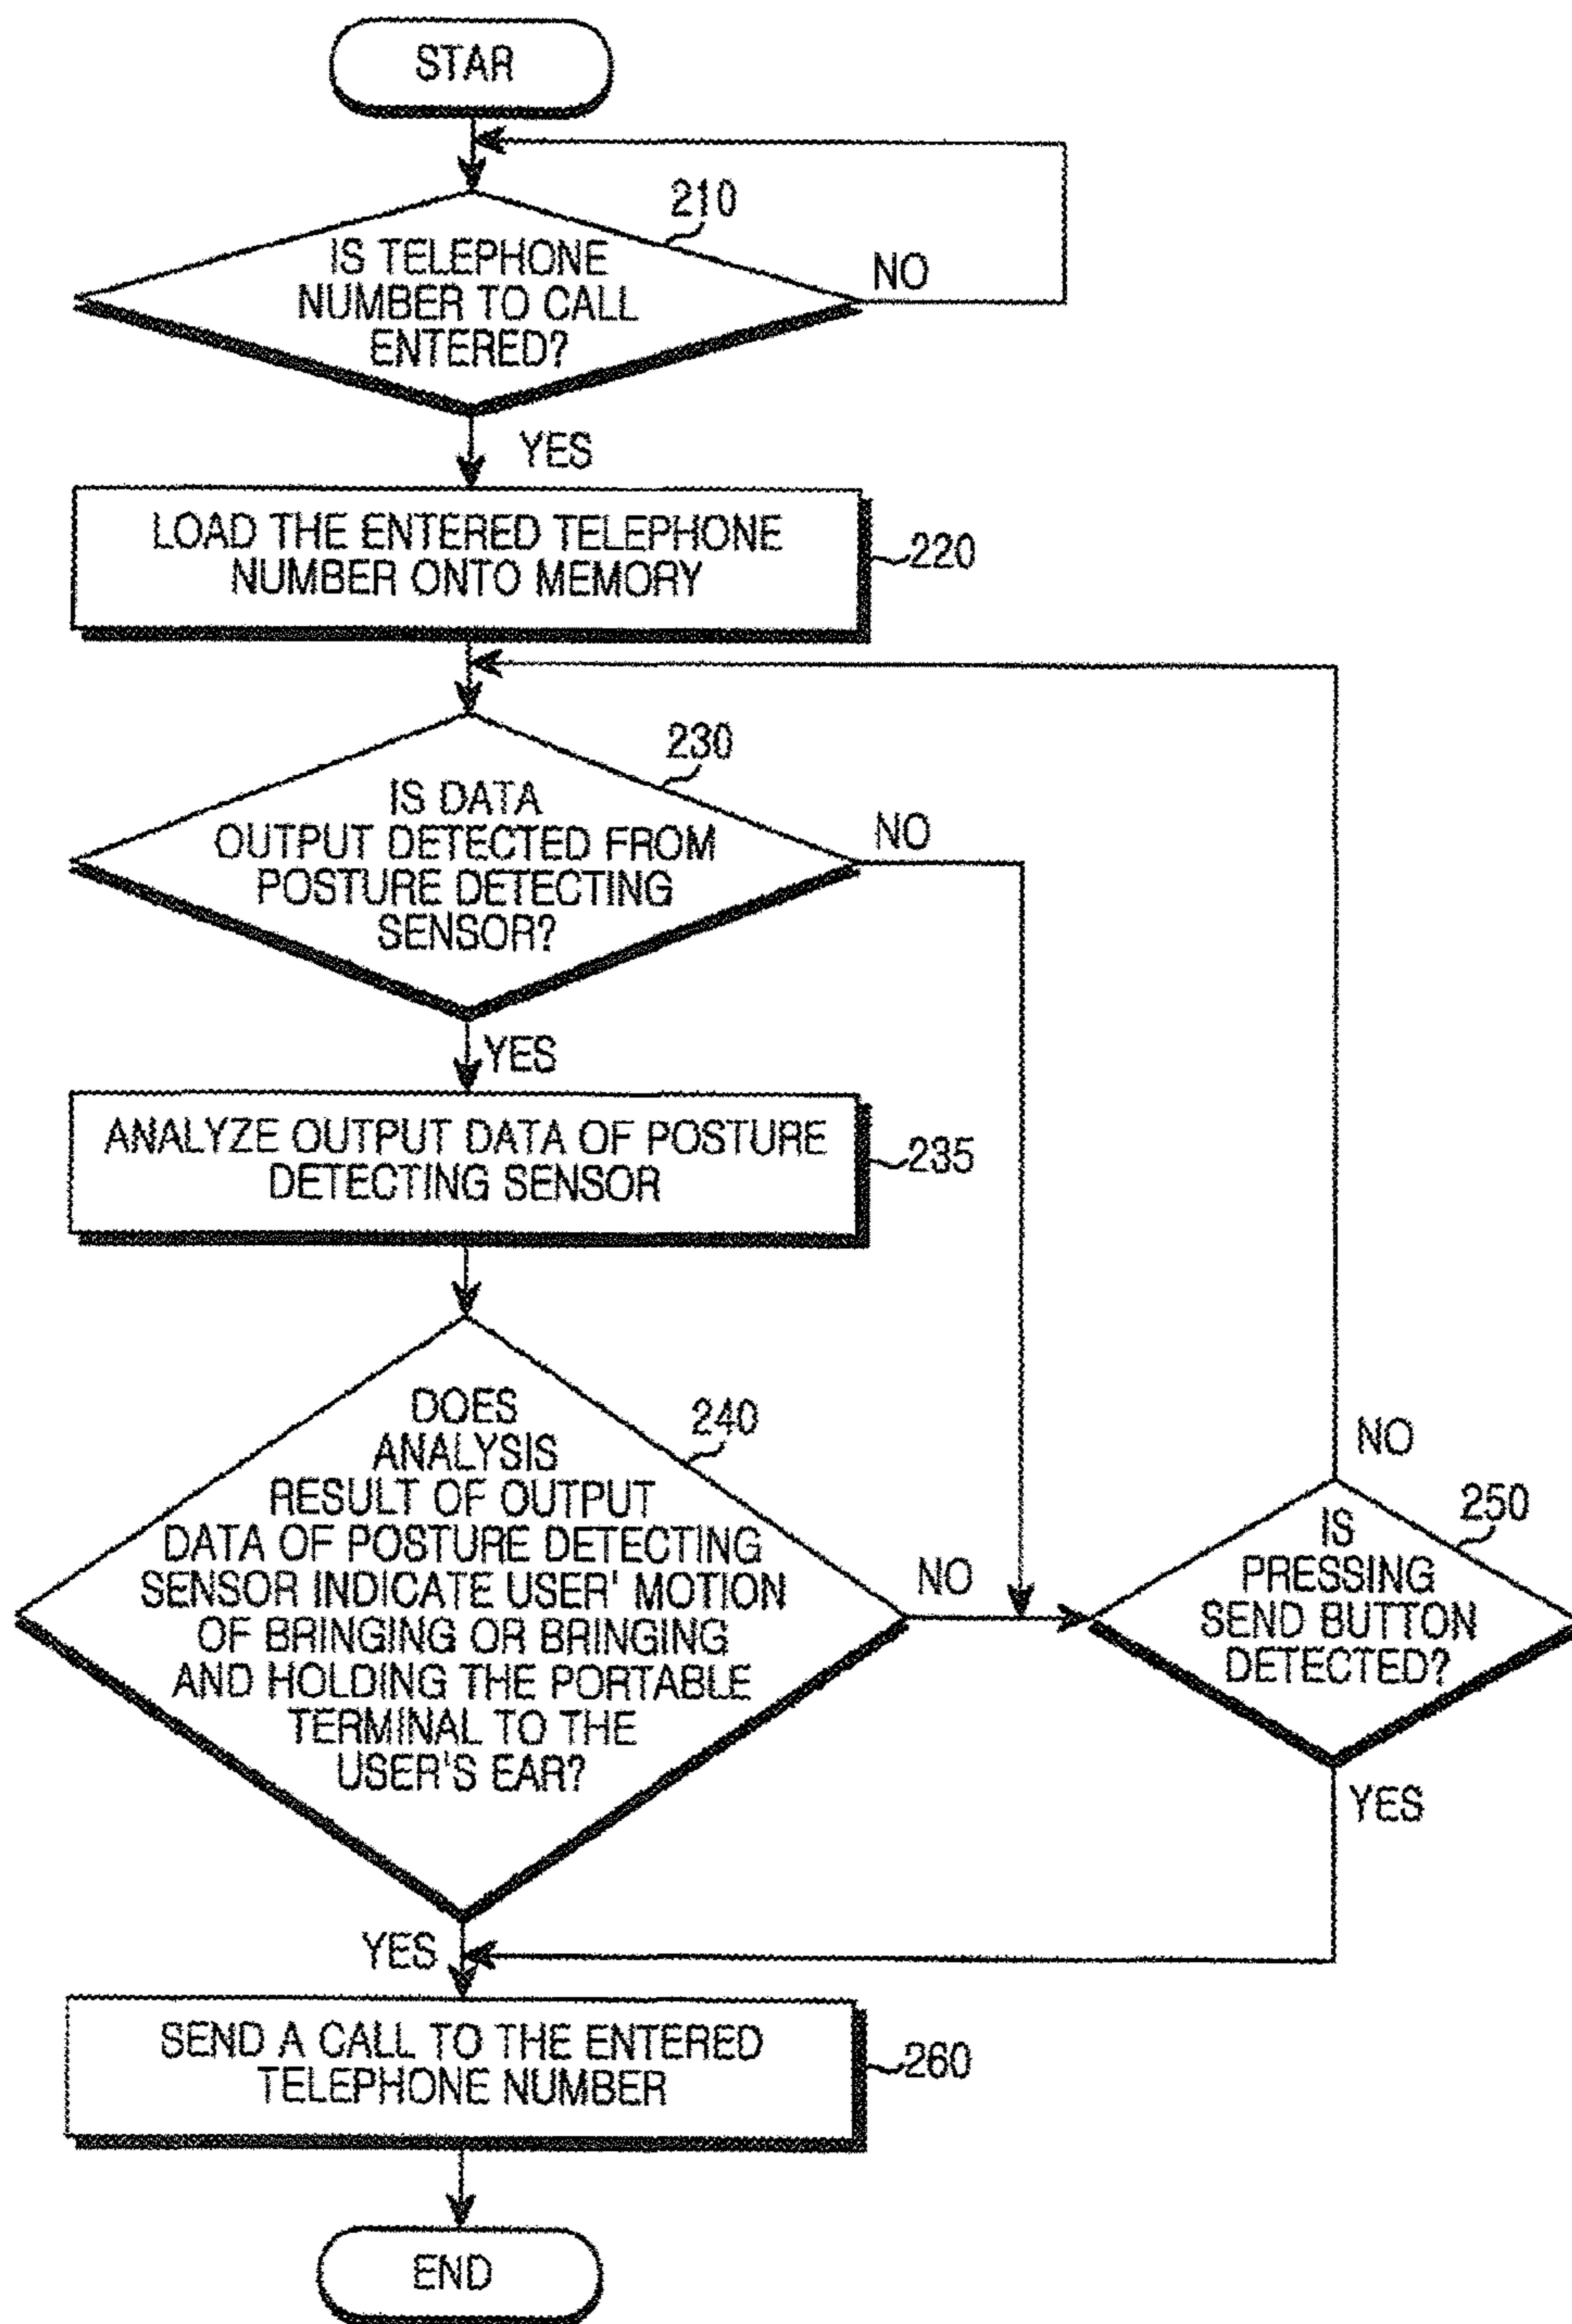 STAR
210
IS TELEPHONE
NUMBER TO CALL
ENTERED?
NO
YES
LOAD THE ENTERED TELEPHONE
NUMBER ONTO MEMORY
220
230
IS DATA
OUTPUT DETECTED FROM
POSTURE DETECTING
SENSOR?
NO
YES
ANALYZE OUTPUT DATA OF POSTURE
DETECTING SENSOR
235
240
DOES
ANALYSIS
RESULT OF OUTPUT
DATA OF POSTURE DETECTING
SENSOR INDICATE USER' MOTION
OF BRINGING OR BRINGING
AND HOLDING THE PORTABLE
TERMINAL TO THE
USER'S EAR?
NO
YES
NO
250
IS
PRESSING
SEND BUTTON
DETECTED?
YES
SEND A CALL TO THE ENTERED
TELEPHONE NUMBER
260
END